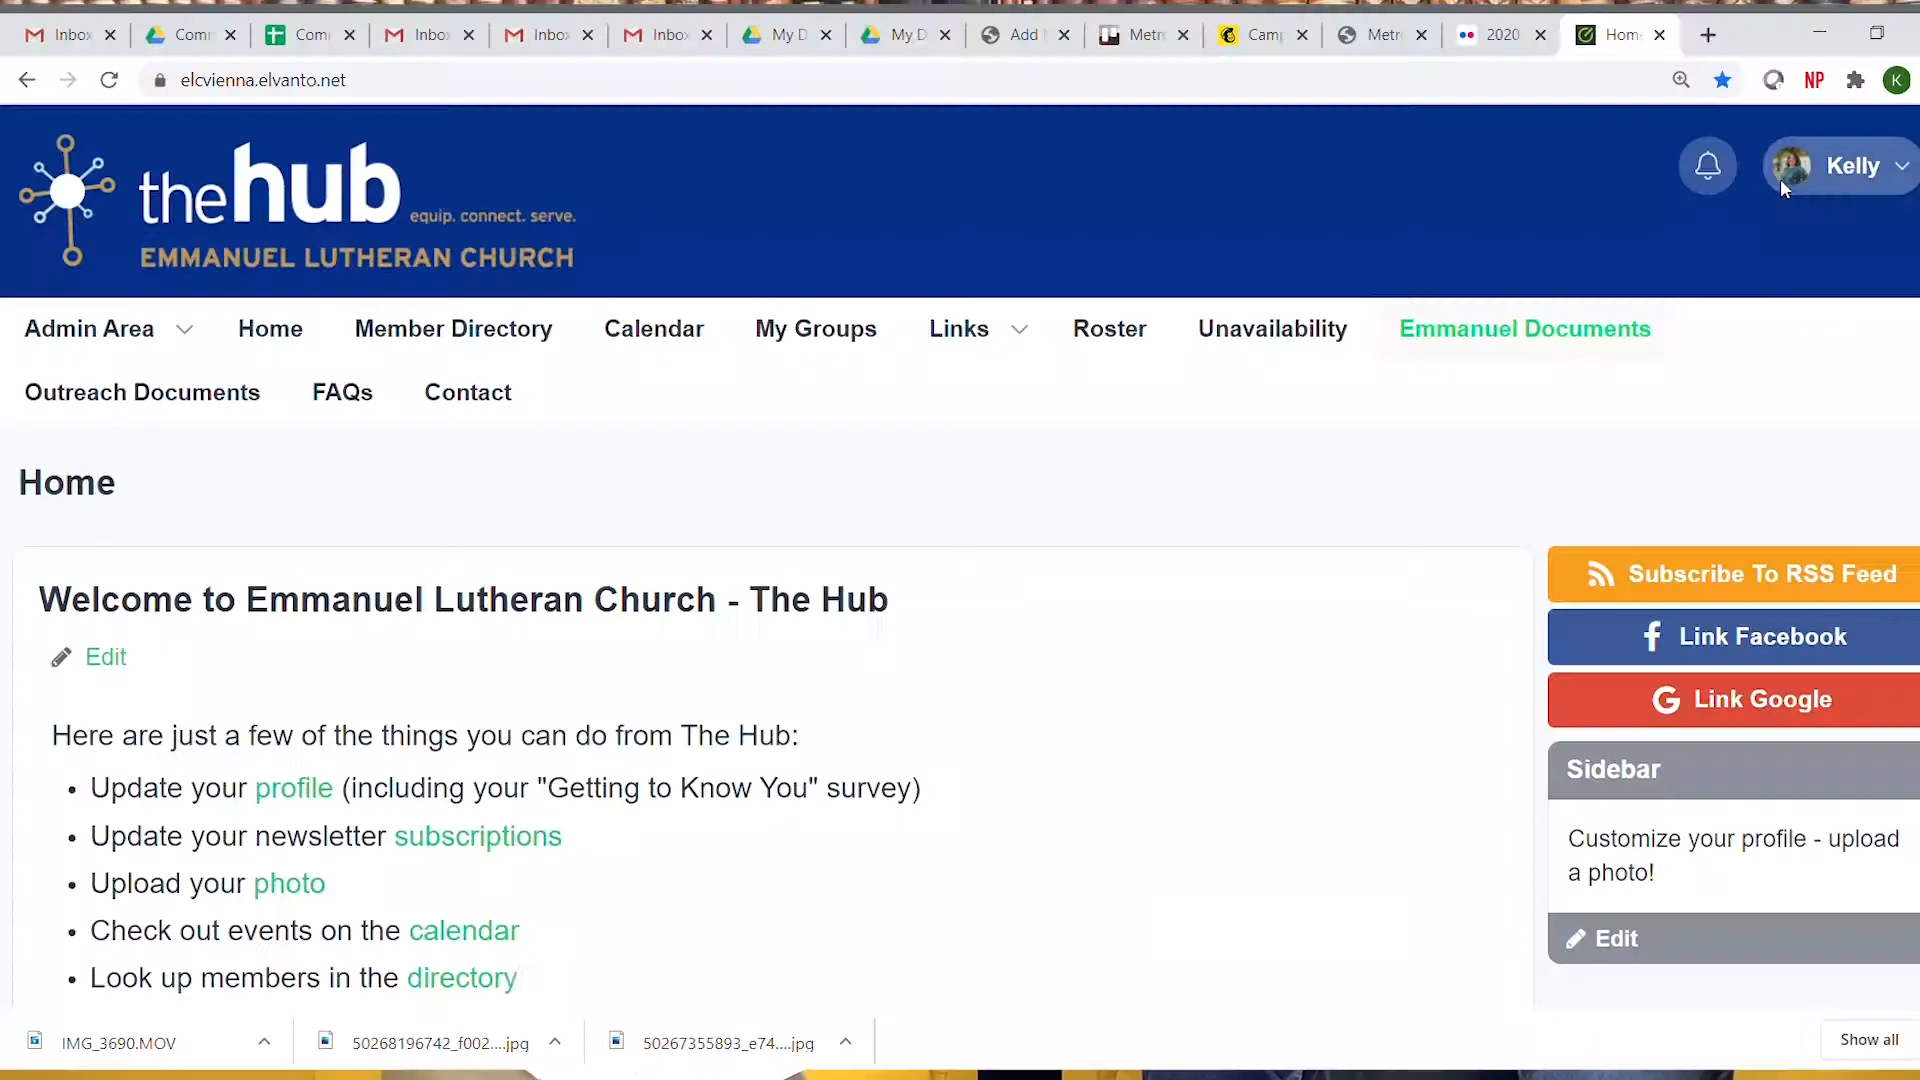 Inbox Com Com Inbo Inbo Inbo My D My D Add Metr Camp Metr 2020 Home
elcvienna.elvanto.net NP K
thehub equip. connect. serve.
EMMANUEL LUTHERAN CHURCH
Kelly
Admin Area Home Member Directory Calendar My Groups Links Roster Unavailability Emmanuel Documents
Outreach Documents FAQs Contact
Home
Welcome to Emmanuel Lutheran Church - The Hub
Edit
Here are just a few of the things you can do from The Hub:
• Update your profile (including your "Getting to Know You" survey)
• Update your newsletter subscriptions
• Upload your photo
• Check out events on the calendar
• Look up members in the directory
Subscribe To RSS Feed
Link Facebook
Link Google
Sidebar
Customize your profile - upload
a photo!
Edit
IMG_3690.MOV 50268196742_f002....jpg 50267355893_e74....jpg Show all